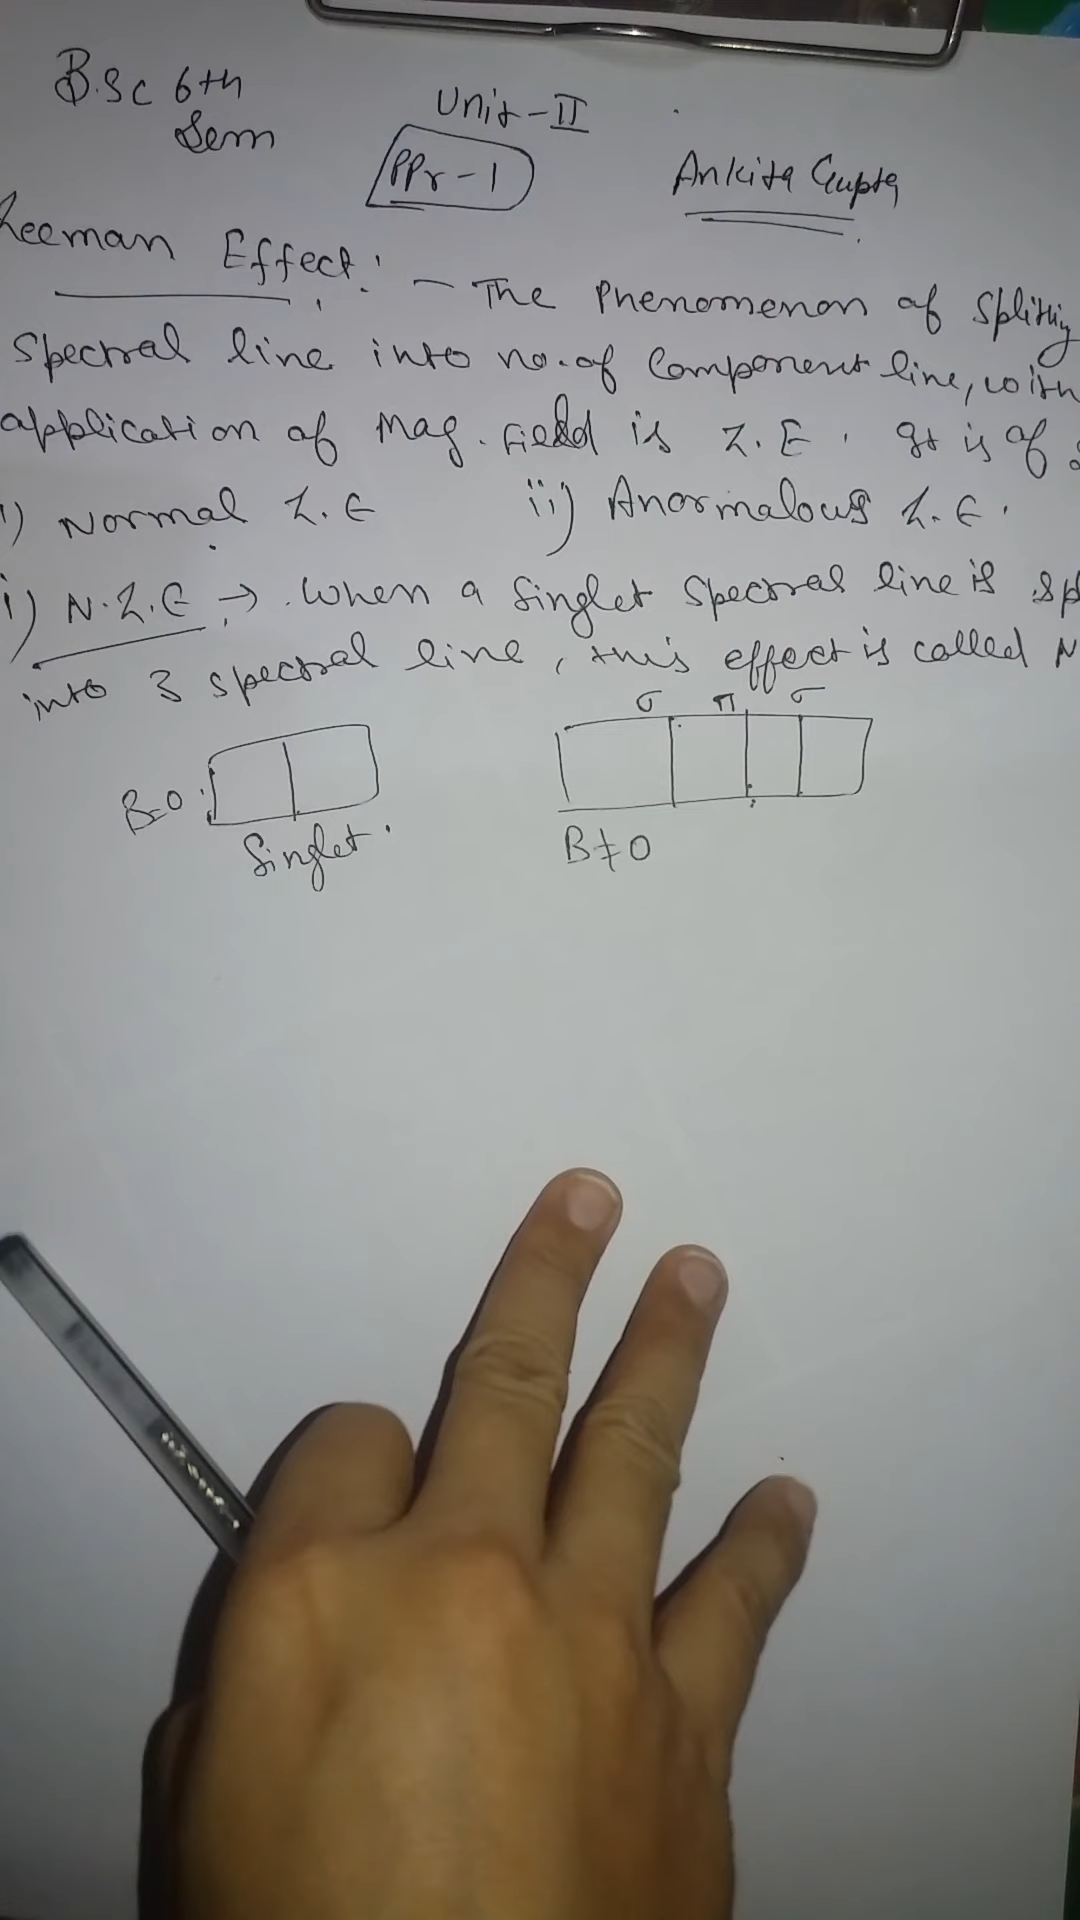 B.Sc 6th
Sem
Unit-II
PPr-1
Ankita Gupta
Zeeman Effect:- The Phenomenon of Splitting
Spectral line into no. of Component line, with
application of Mag. Field is Z.E. It is of
i) Normal Z.E ii) Anormalous Z.E.
i) N.Z.E → When a Singlet Spectral line is
into 3 spectral line, this effect is called N
σ π σ
B=0
Singlet.
B≠0